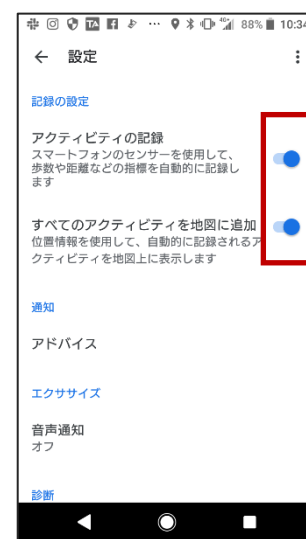 88% 10:34
← 設定
記録の設定
アクティビティの記録
スマートフォンのセンサーを使用して、
歩数や距離などの指標を自動的に記録し
ます
すべてのアクティビティを地図に追加
位置情報を使用して、自動的に記録されるア
クティビティを地図上に表示します
通知
アドバイス
エクササイズ
音声通知
オフ
診断